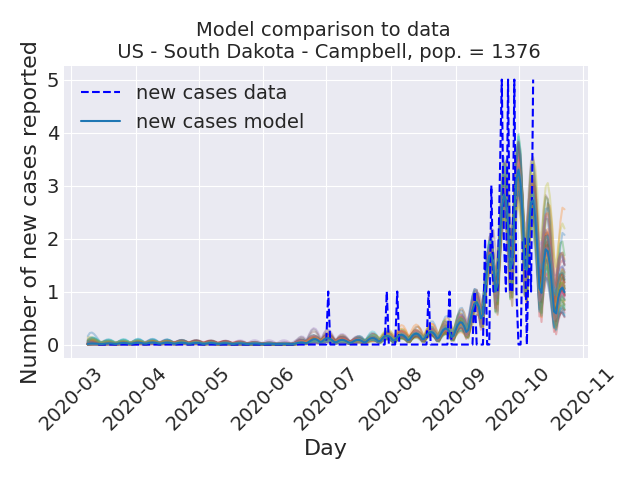 Model comparison to data
US - South Dakota - Campbell, pop. = 1376
Number of new cases reported
5
4
3
2
1
0
new cases data
new cases model
2020-03
2020-04
2020-05
2020-06
2020-07
2020-08
2020-09
2020-10
2020-11
Day